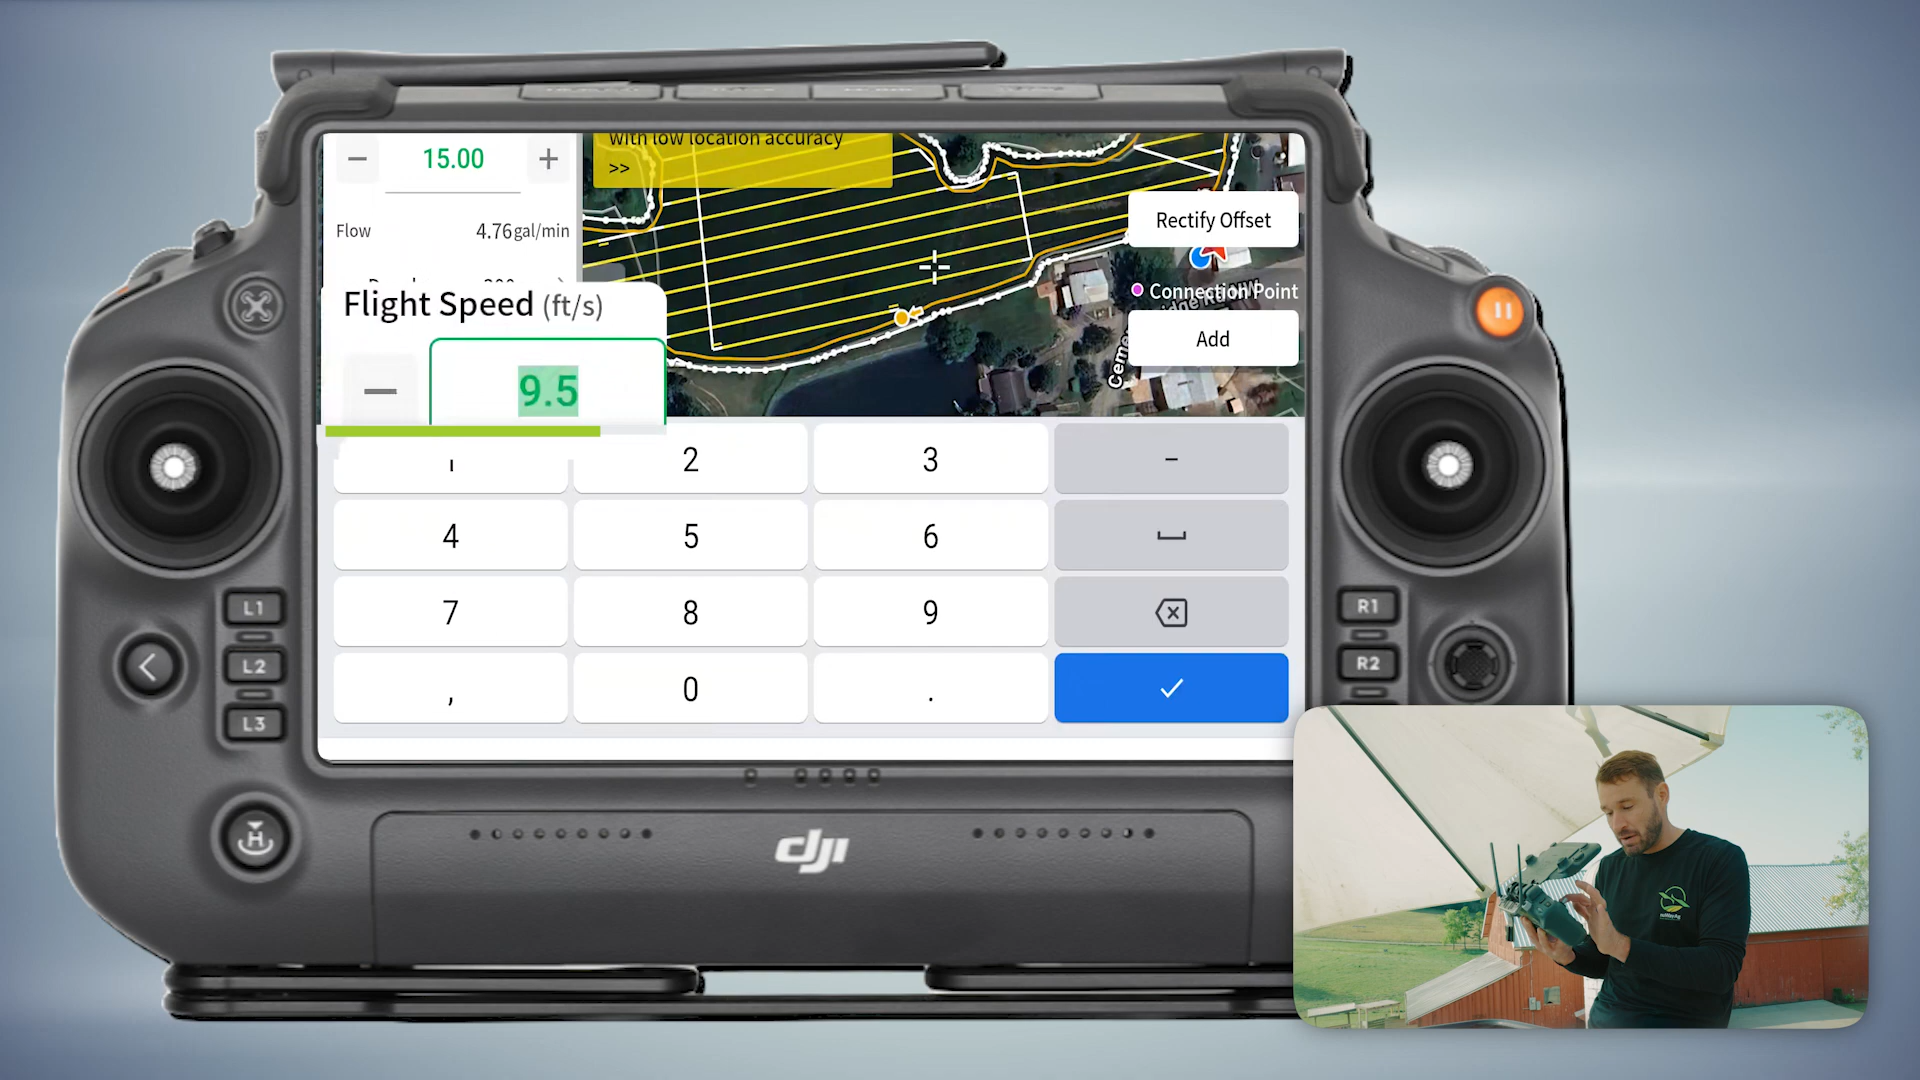 with low location accuracy
>>
15.00
Flow 4.76gal/min
Rectify Offset
Connection Point
Add
Flight Speed (ft/s)
9.5
2 3 -
4 5 6
7 8 9
, 0 .
L1
L2
L3
R1
R2
H
dji